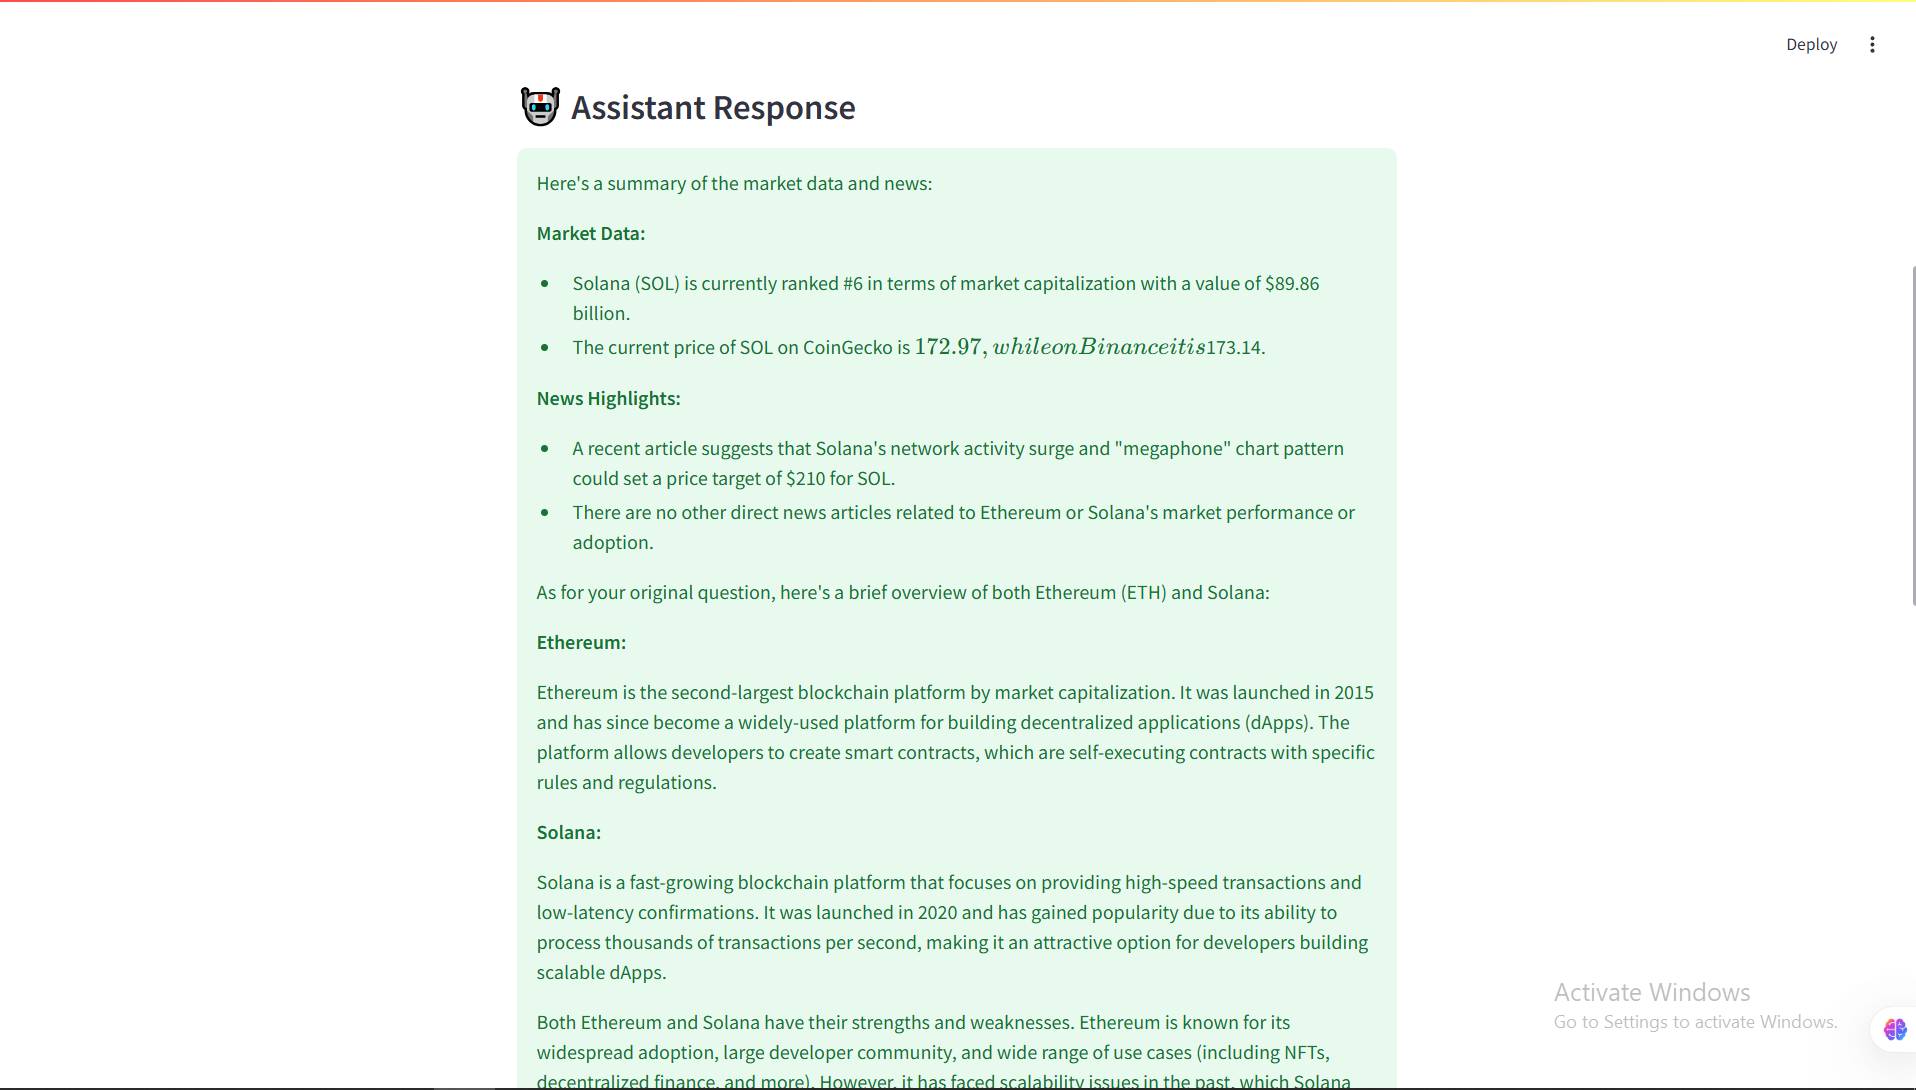 Deploy
Assistant Response
Here's a summary of the market data and news:
Market Data:
Solana (SOL) is currently ranked #6 in terms of market capitalization with a value of $89.86
billion.
The current price of SOL on CoinGecko is 172.97, whileonBinanceitis173.14.
News Highlights:
A recent article suggests that Solana's network activity surge and "megaphone" chart pattern
could set a price target of $210 for SOL.
There are no other direct news articles related to Ethereum or Solana's market performance or
adoption.
As for your original question, here's a brief overview of both Ethereum (ETH) and Solana:
Ethereum:
Ethereum is the second-largest blockchain platform by market capitalization. It was launched in 2015
and has since become a widely-used platform for building decentralized applications (dApps). The
platform allows developers to create smart contracts, which are self-executing contracts with specific
rules and regulations.
Solana:
Solana is a fast-growing blockchain platform that focuses on providing high-speed transactions and
low-latency confirmations. It was launched in 2020 and has gained popularity due to its ability to
process thousands of transactions per second, making it an attractive option for developers building
scalable dApps.
Both Ethereum and Solana have their strengths and weaknesses. Ethereum is known for its
widespread adoption, large developer community, and wide range of use cases (including NFTs,
decentralized finance, and more). However, it has faced scalability issues in the past, which Solana
Activate Windows
Go to Settings to activate Windows.